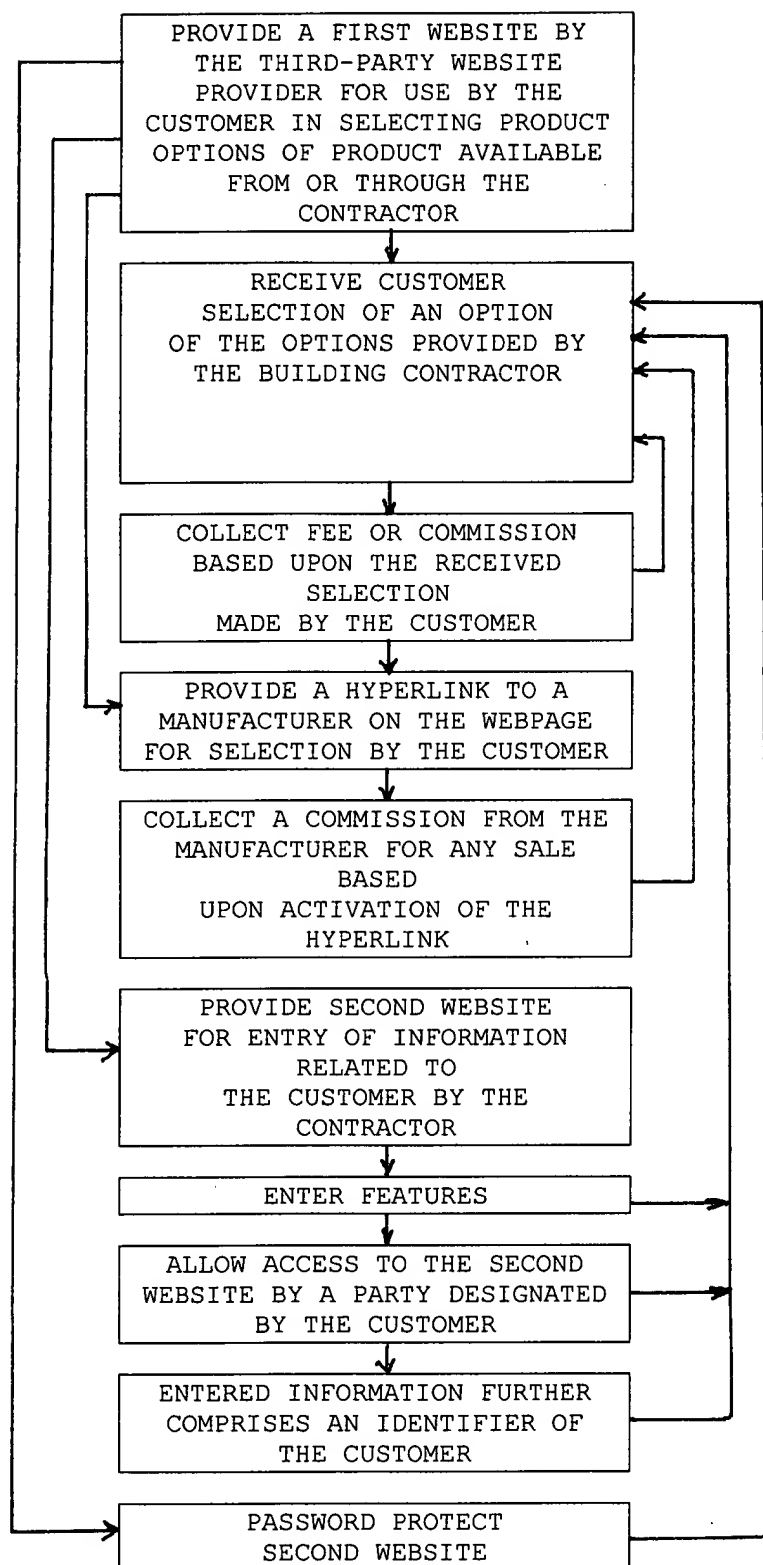 PROVIDE A FIRST WEBSITE BY
THE THIRD-PARTY WEBSITE
PROVIDER FOR USE BY THE
CUSTOMER IN SELECTING PRODUCT
OPTIONS OF PRODUCT AVAILABLE
FROM OR THROUGH THE
CONTRACTOR
RECEIVE CUSTOMER
SELECTION OF AN OPTION
OF THE OPTIONS PROVIDED BY
THE BUILDING CONTRACTOR
COLLECT FEE OR COMMISSION
BASED UPON THE RECEIVED
SELECTION
MADE BY THE CUSTOMER
PROVIDE A HYPERLINK TO A
MANUFACTURER ON THE WEBPAGE
FOR SELECTION BY THE CUSTOMER
COLLECT A COMMISSION FROM THE
MANUFACTURER FOR ANY SALE
BASED
UPON ACTIVATION OF THE
HYPERLINK
PROVIDE SECOND WEBSITE
FOR ENTRY OF INFORMATION
RELATED TO
THE CUSTOMER BY THE
CONTRACTOR
ENTER FEATURES
ALLOW ACCESS TO THE SECOND
WEBSITE BY A PARTY DESIGNATED
BY THE CUSTOMER
ENTERED INFORMATION FURTHER
COMPRISES AN IDENTIFIER OF
THE CUSTOMER
PASSWORD PROTECT
SECOND WEBSITE